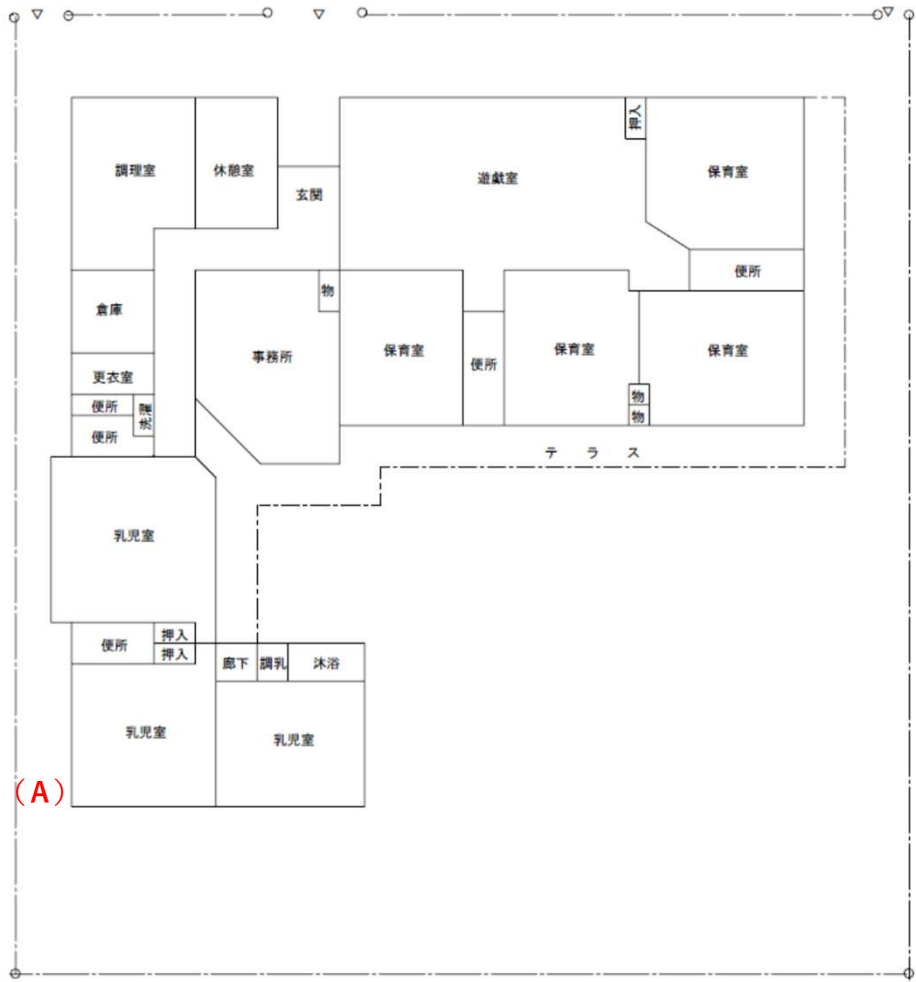 押入
調理室
休憩室
遊戯室
保育室
玄関
便所
物
倉庫
事務所
保育室
便所
保育室
保育室
更衣室
便所
洗濯
物
物
便所
テラス
乳児室
便所
押入
押入
廊下
調乳
沐浴
乳児室
乳児室
（A）